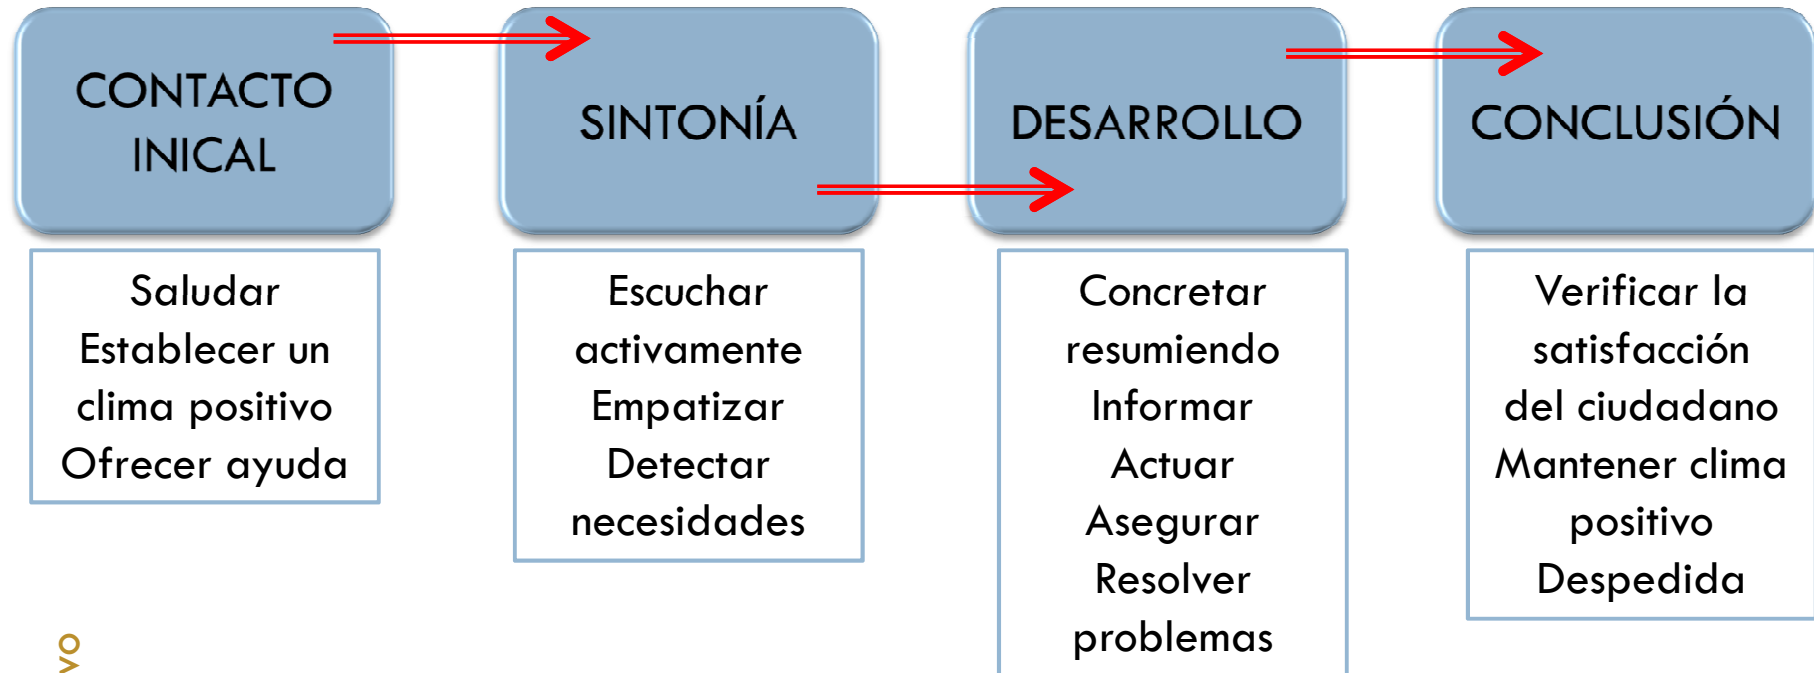 CONTACTO
INICAL
Saludar
Establecer un
clima positivo
Ofrecer ayuda
SINTONÍA
Escuchar
activamente
Empatizar
Detectar
necesidades
DESARROLLO
Concretar
resumiendo
Informar
Actuar
Asegurar
Resolver
problemas
CONCLUSIÓN
Verificar la
satisfacción
del ciudadano
Mantener clima
positivo
Despedida
vo